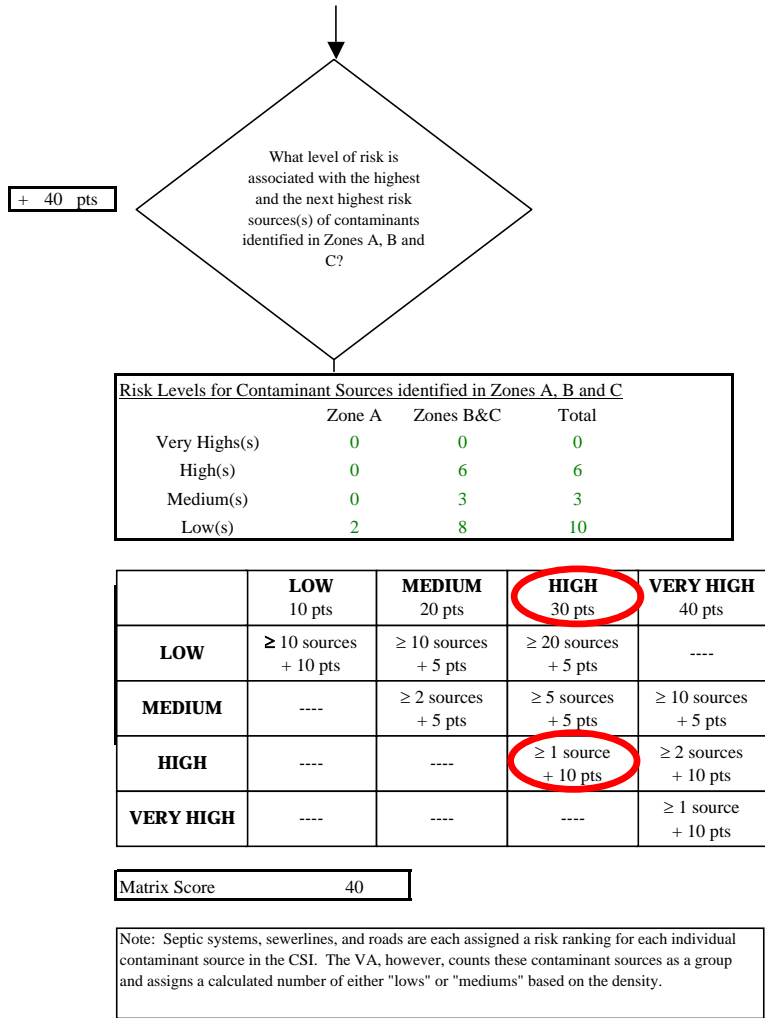 What level of risk is
associated with the highest
and the next highest risk
sources(s) of contaminants
identified in Zones A, B and
C?
+ 40 pts
Risk Levels for Contaminant Sources identified in Zones A, B and C
Zone A Zones B&C Total
Very Highs(s) 0 0 0
High(s) 0 6 6
Medium(s) 0 3 3
Low(s) 2 8 10
LOW MEDIUM HIGH VERY HIGH
10 pts 20 pts 30 pts 40 pts
LOW ≥ 10 sources ≥ 10 sources ≥ 20 sources ----
+ 10 pts + 5 pts + 5 pts
MEDIUM ---- ≥ 2 sources ≥ 5 sources ≥ 10 sources
+ 5 pts + 5 pts + 5 pts
HIGH ---- ---- ≥ 1 source ≥ 2 sources
+ 10 pts + 10 pts
VERY HIGH ---- ---- ---- ≥ 1 source
+ 10 pts
Matrix Score 40
Note: Septic systems, sewerlines, and roads are each assigned a risk ranking for each individual
contaminant source in the CSI. The VA, however, counts these contaminant sources as a group
and assigns a calculated number of either "lows" or "mediums" based on the density.